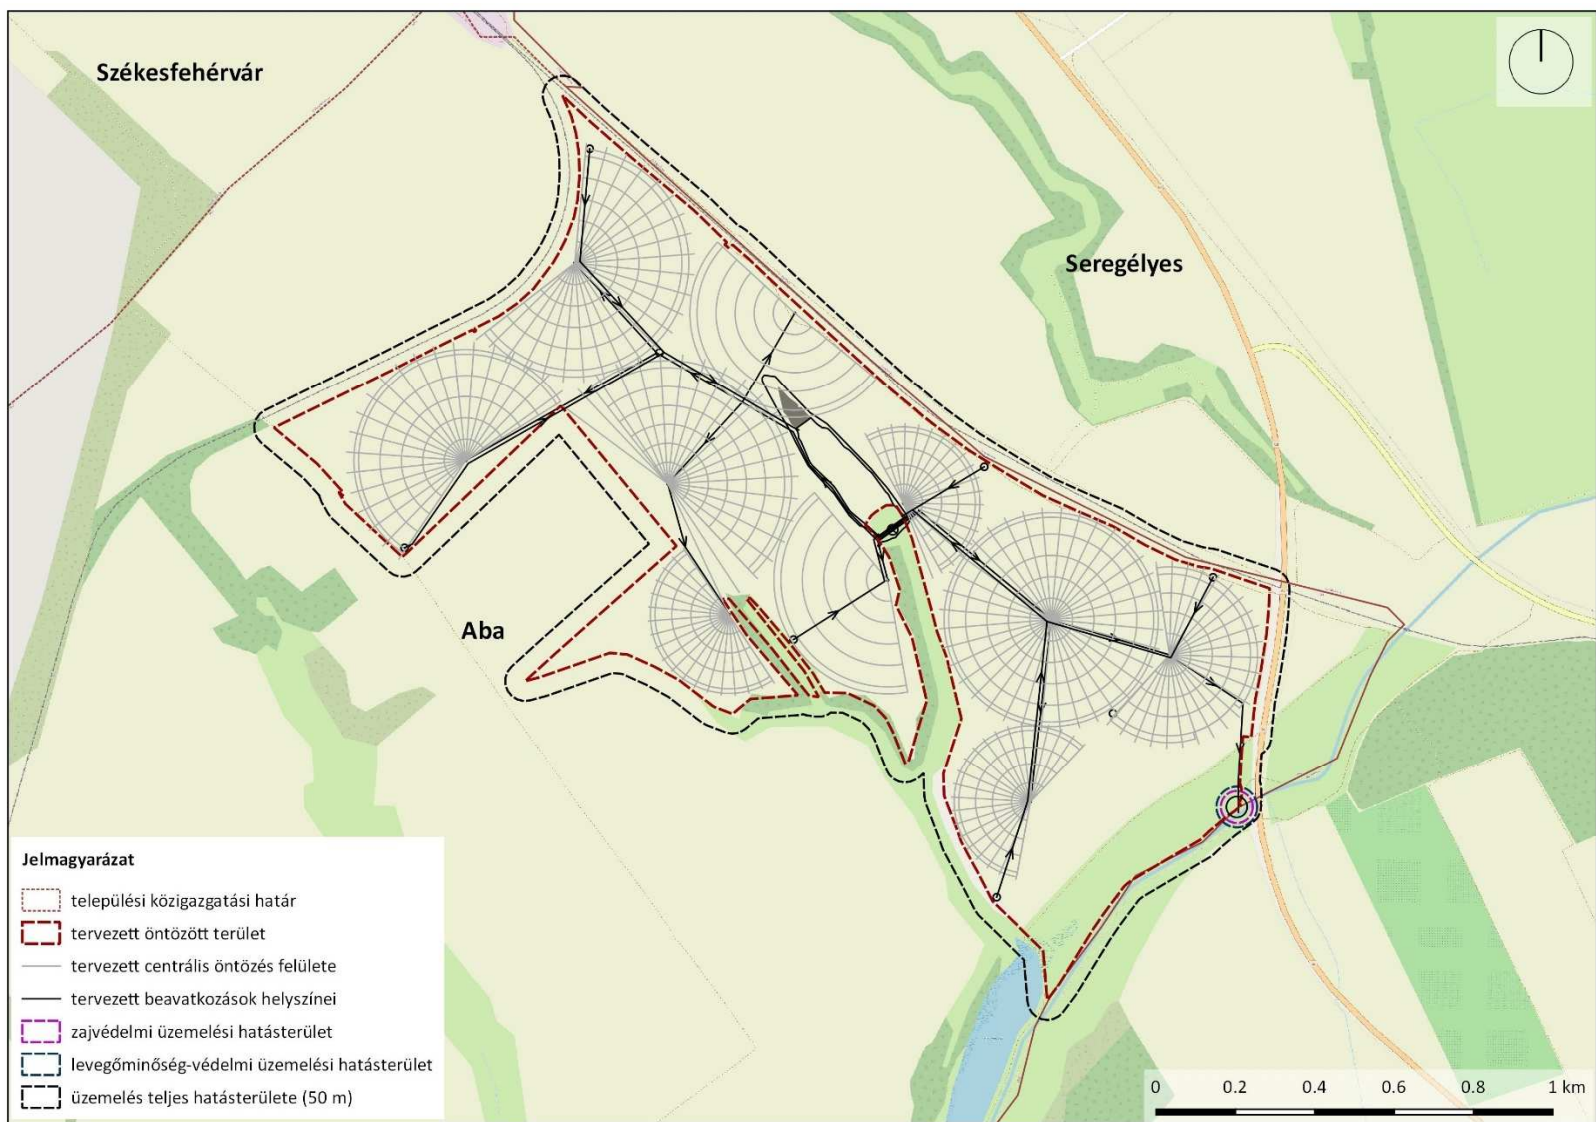 Székesfehérvár
Seregélyes
Aba
Jelmagyarázat
települési közigazgatási határ
tervezett öntözött terület
tervezett centrális öntözés felülete
tervezett beavatkozások helyszínei
zajvédelmi üzemelési hatásterület
levegőminőség-védelmi üzemelési hatásterület
üzemelés teljes hatásterülete (50 m)
0 0.2 0.4 0.6 0.8 1 km